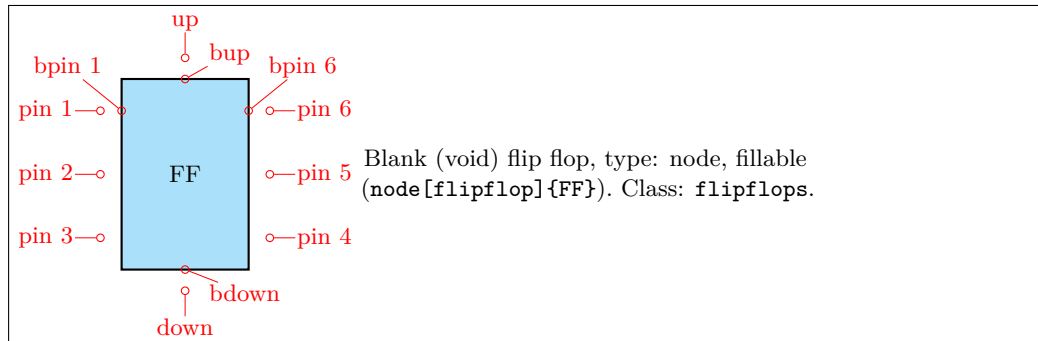 up
bup
bpin 1
bpin 6
pin 1
pin 6
pin 2
FF
pin 5
Blank (void) flip flop, type: node, fillable
(node[flipflop]{FF}). Class: flipflops.
pin 3
pin 4
bdown
down